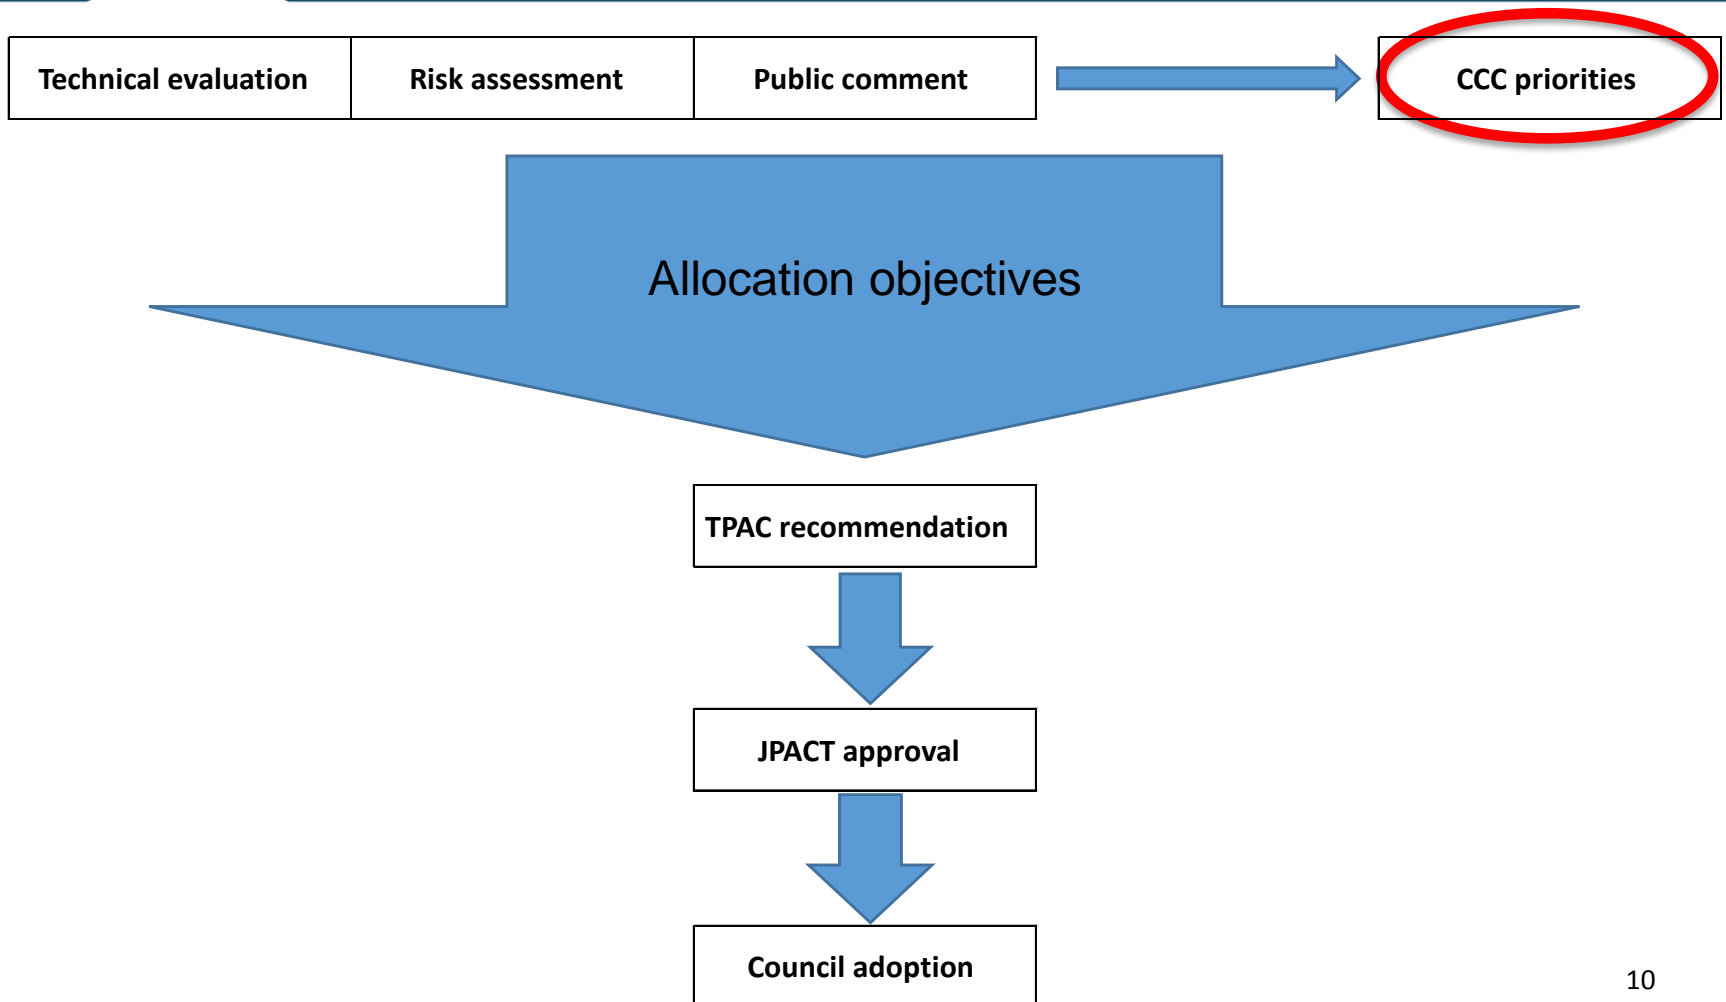 Technical evaluation
Risk assessment
Public comment
CCC priorities
Allocation objectives
TPAC recommendation
JPACT approval
Council adoption
10